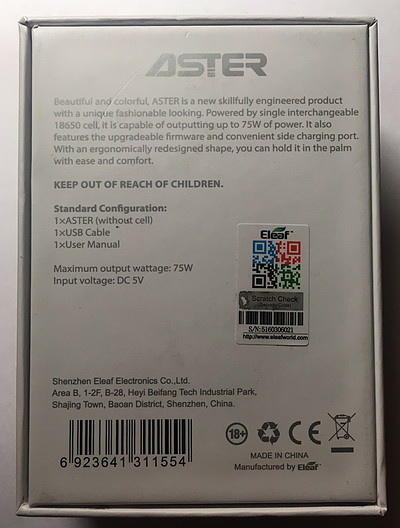 ASTER
Beautiful and colorful, ASTER is a new skillfully engineered product
with a unique fashionable looking. Powered by single interchangeable
18650 cell, it is capable of outputting up to 75W of power. It also
features the upgradeable firmware and convenient side charging port.
With an ergonomically redesigned shape, you can hold it in the palm
with ease and comfort.
KEEP OUT OF REACH OF CHILDREN.
Standard Configuration:
1×ASTER (without cell)
1×USB Cable
1×User Manual
Maximum output wattage: 75W
Input voltage: DC 5V
Eleaf
Scratch Check
S/N:5160306021
http://www.eleafworld.com
Shenzhen Eleaf Electronics Co.,Ltd.
Area B, 1-2F, B-28, Heyi Beifang Tech Industrial Park,
Shajing Town, Baoan District, Shenzhen, China.
6 923641 311554
18+
CE
MADE IN CHINA
Manufactured by Eleaf